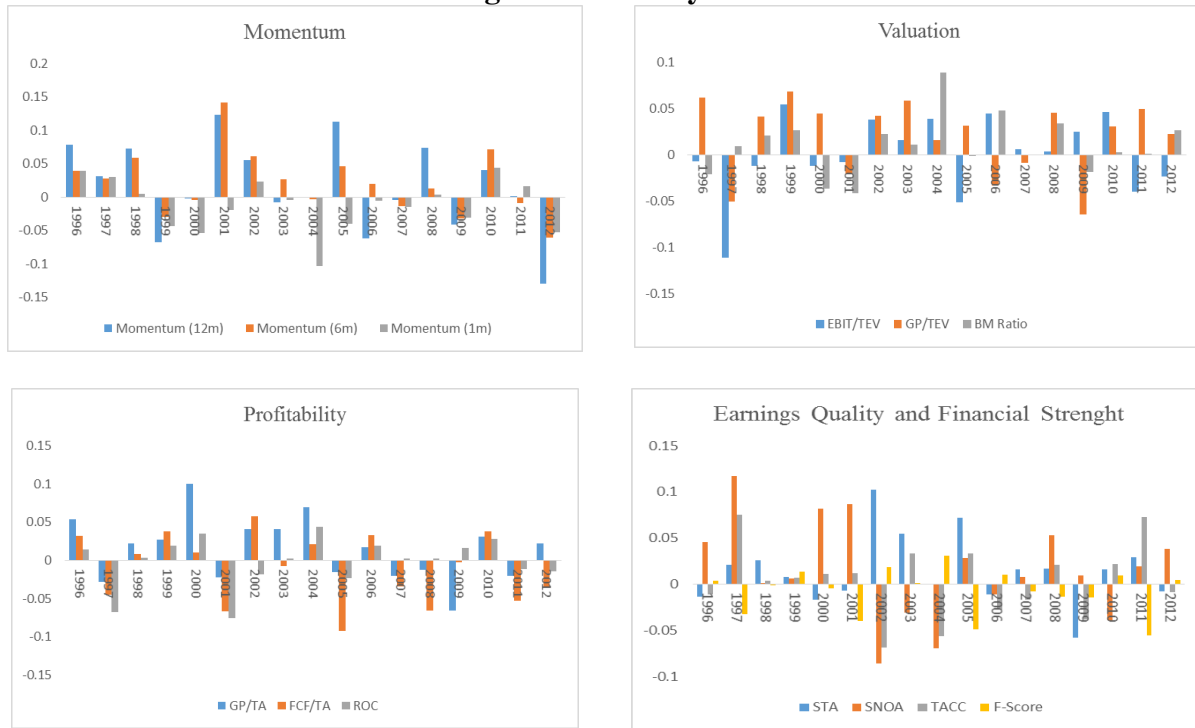 Momentum
0.2
0.15
0.1
0.05
0
-0.05
-0.1
-0.15
1996 1997 1998 1999 2000 2001 2002 2003 2004 2005 2006 2007 2008 2009 2010 2011 2012
Momentum (12m) Momentum (6m) Momentum (1m)
Valuation
0.1
0.05
0
-0.05
-0.1
-0.15
1996 1997 1998 1999 2000 2001 2002 2003 2004 2005 2006 2007 2008 2009 2010 2011 2012
EBIT/TEV GP/TEV BM Ratio
Profitability
0.15
0.1
0.05
0
-0.05
-0.1
-0.15
1996 1997 1998 1999 2000 2001 2002 2003 2004 2005 2006 2007 2008 2009 2010 2011 2012
GP/TA FCF/TA ROC
Earnings Quality and Financial Strenght
0.15
0.1
0.05
0
-0.05
-0.1
1996 1997 1998 1999 2000 2001 2002 2003 2004 2005 2006 2007 2008 2009 2010 2011 2012
STA SNOA TACC F-Score